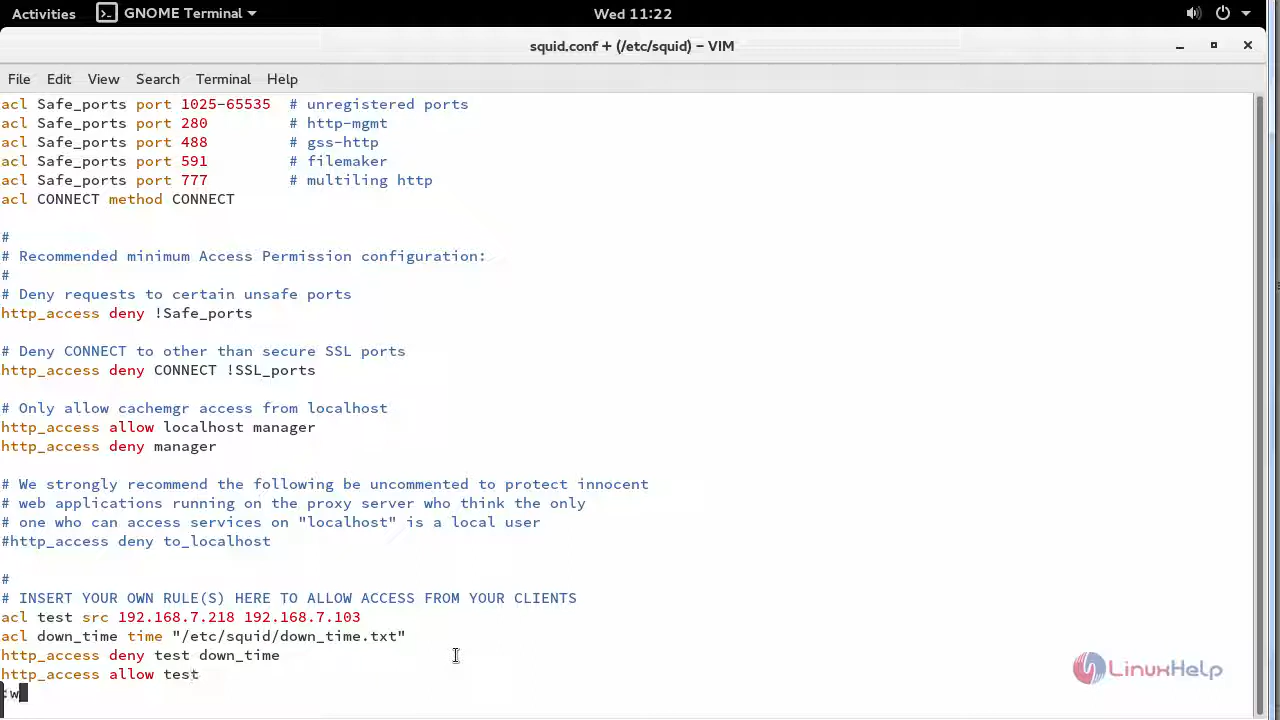 Activities GNOME Terminal Wed 11:22
squid.conf + (/etc/squid) – VIM
File Edit View Search Terminal Help
acl Safe_ports port 1025-65535  # unregistered ports
acl Safe_ports port 280         # http-mgmt
acl Safe_ports port 488         # gss-http
acl Safe_ports port 591         # filemaker
acl Safe_ports port 777         # multiling http
acl CONNECT method CONNECT
#
# Recommended minimum Access Permission configuration:
#
# Deny requests to certain unsafe ports
http_access deny !Safe_ports
# Deny CONNECT to other than secure SSL ports
http_access deny CONNECT !SSL_ports
# Only allow cachemgr access from localhost
http_access allow localhost manager
http_access deny manager
# We strongly recommend the following be uncommented to protect innocent
# web applications running on the proxy server who think the only
# one who can access services on "localhost" is a local user
#http_access deny to_localhost
#
# INSERT YOUR OWN RULE(S) HERE TO ALLOW ACCESS FROM YOUR CLIENTS
acl test src 192.168.7.218 192.168.7.103
acl down_time time "/etc/squid/down_time.txt"
http_access deny test down_time
http_access allow test
:w
LinuxHelp